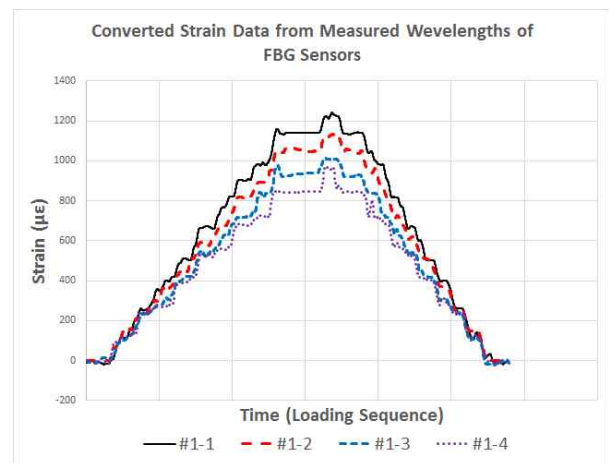 Converted Strain Data from Measured Wevelengths of
FBG Sensors
1400
1200
1000
800
600
400
200
0
-200
Strain (με)
Time (Loading Sequence)
#1-1 #1-2 #1-3 #1-4